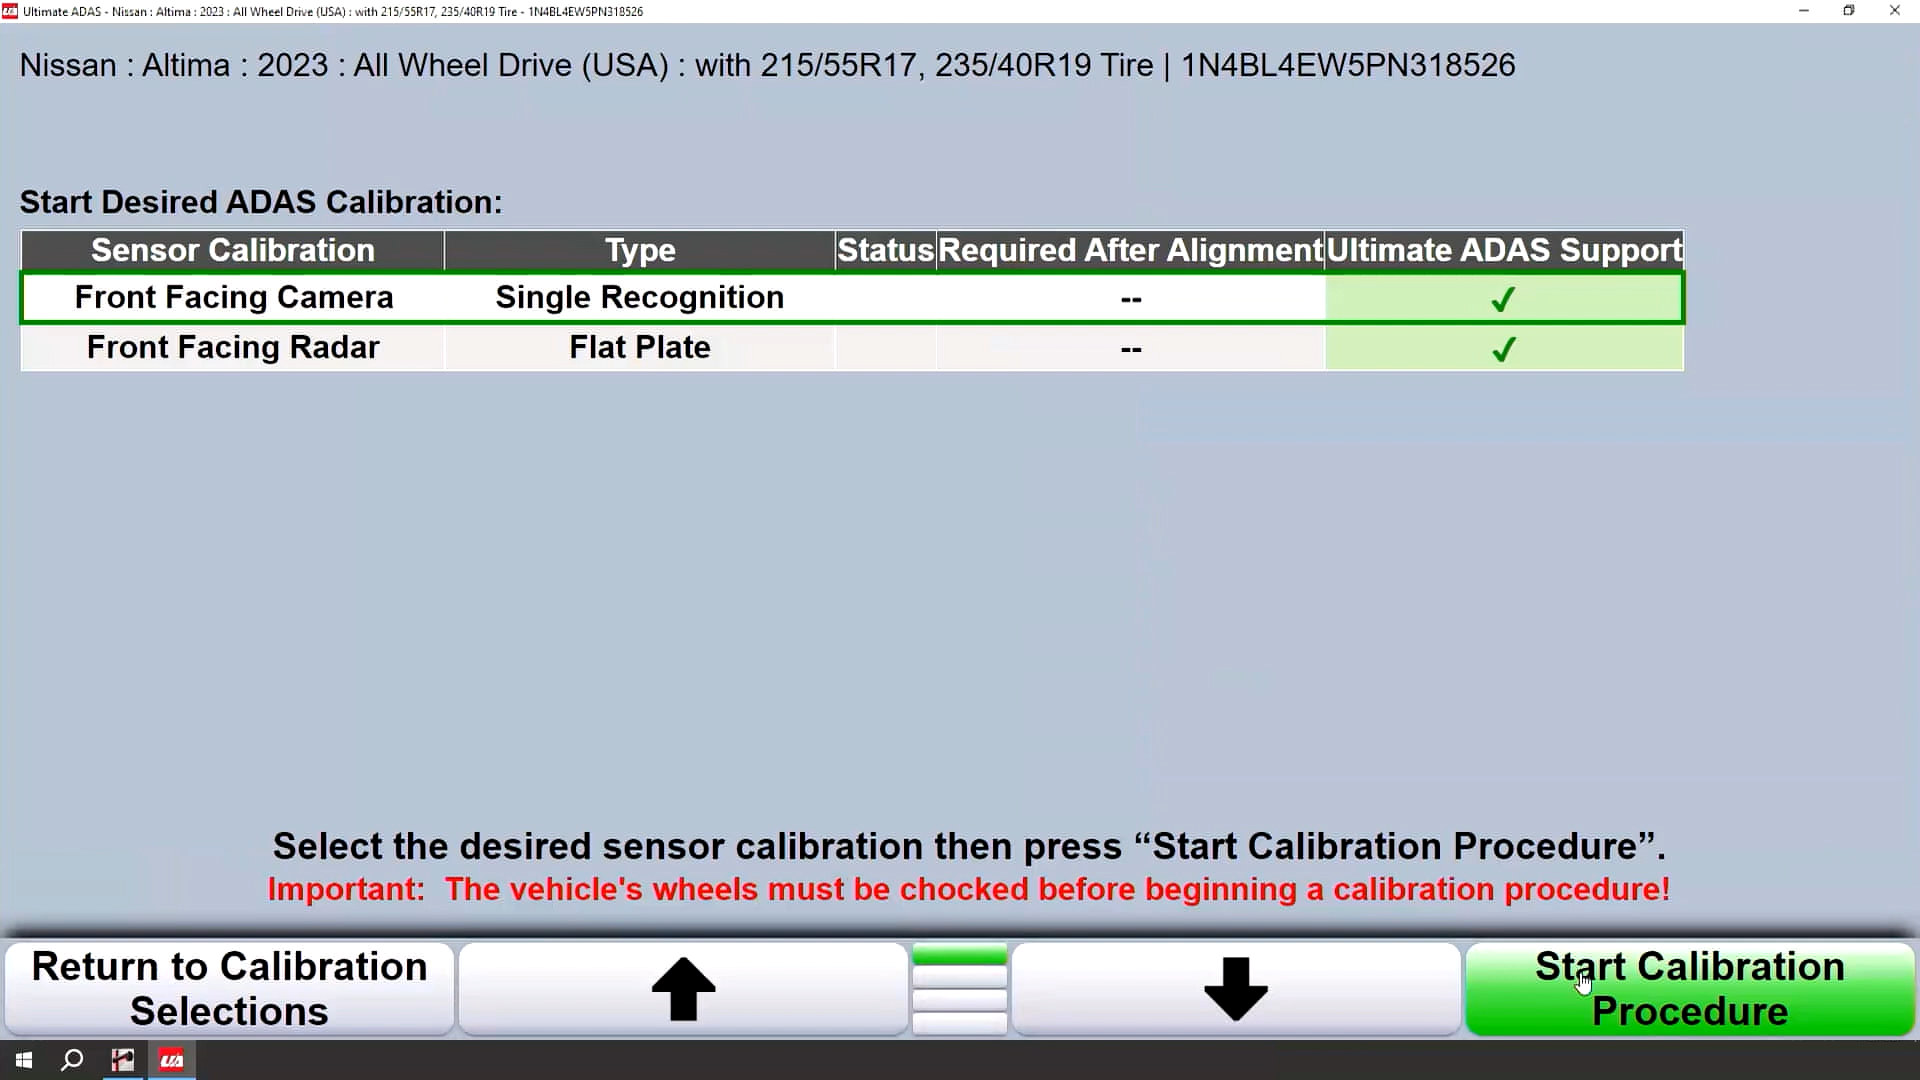 Ultimate ADAS - Nissan : Altima : 2023 : All Wheel Drive (USA) : with 215/55R17, 235/40R19 Tire - 1N4BL4EW5PN318526
Nissan : Altima : 2023 : All Wheel Drive (USA) : with 215/55R17, 235/40R19 Tire | 1N4BL4EW5PN318526
Start Desired ADAS Calibration:
Sensor Calibration Type Status Required After Alignment Ultimate ADAS Support
Front Facing Camera Single Recognition -- ✓
Front Facing Radar Flat Plate -- ✓
Select the desired sensor calibration then press “Start Calibration Procedure”.
Important: The vehicle's wheels must be chocked before beginning a calibration procedure!
Return to Calibration
Selections
Start Calibration
Procedure